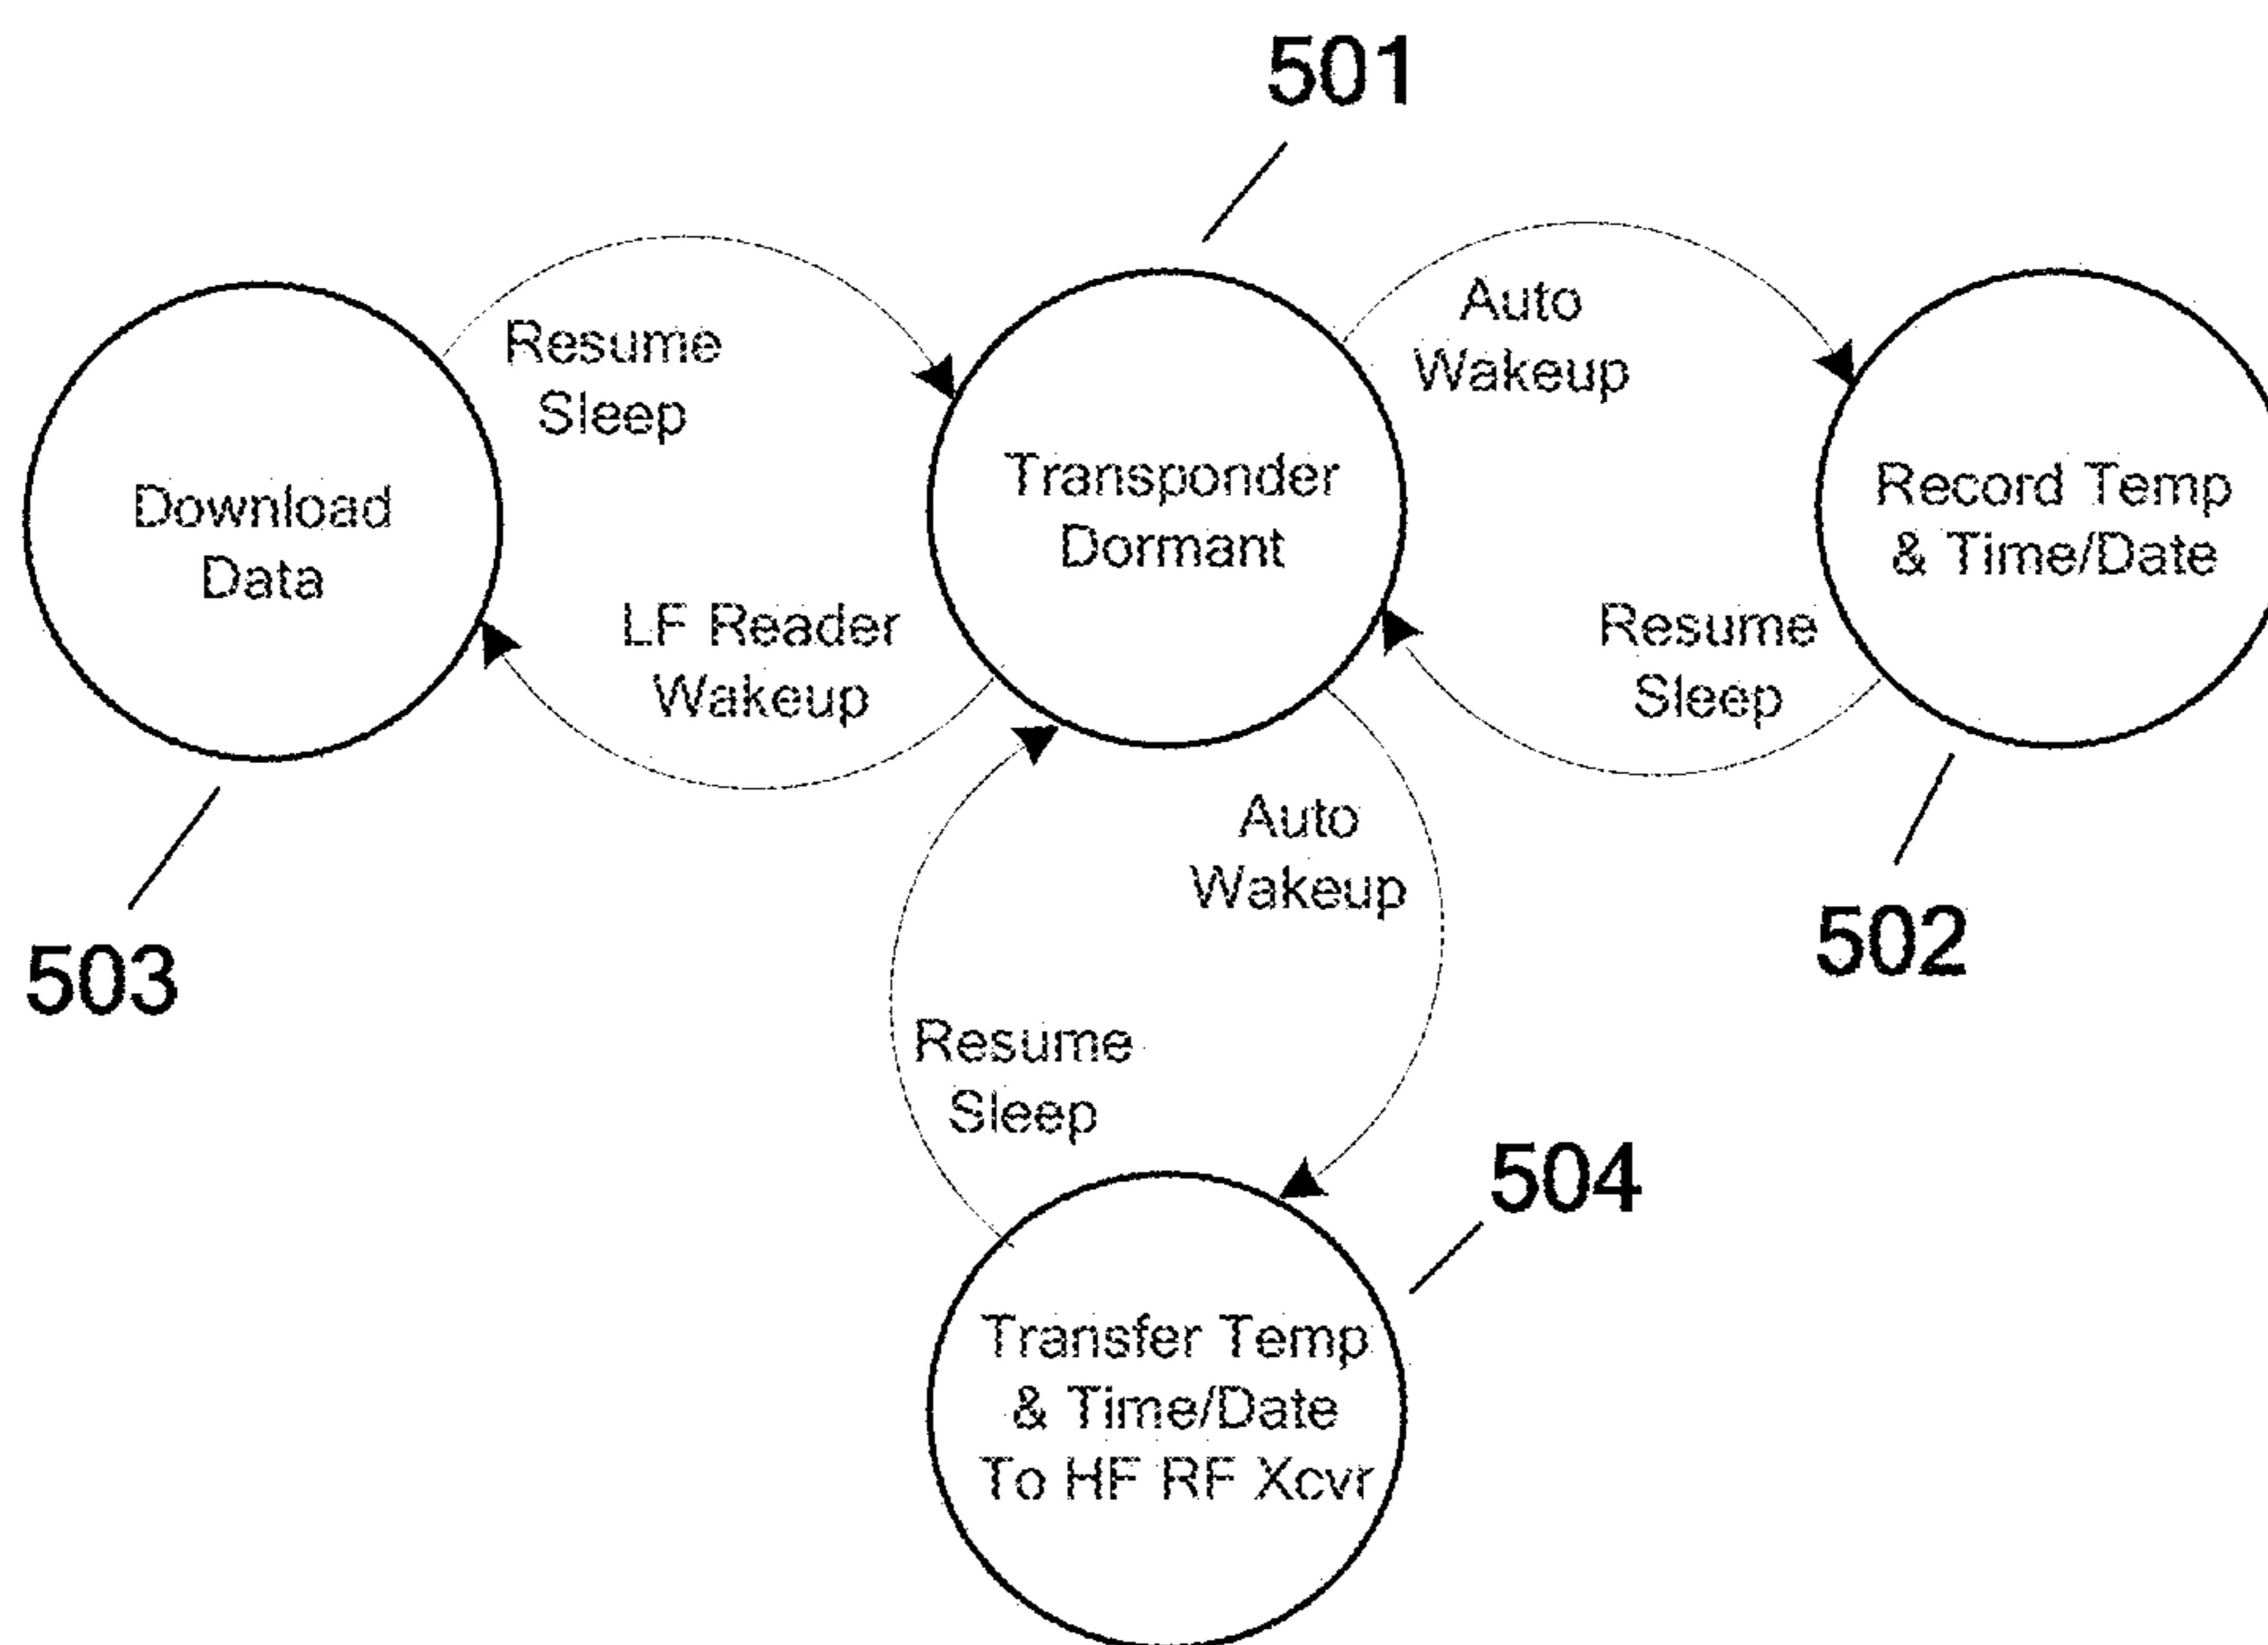 501
Auto
Wakeup
Resume
Sleep
Transponder
Dormant
Record Temp
& Time/Date
Download
Data
LF Reader
Wakeup
Resume
Sleep
Auto
Wakeup
502
503
Resume
Sleep
504
Transfer Temp
& Time/Date
To HF RF Xcvr